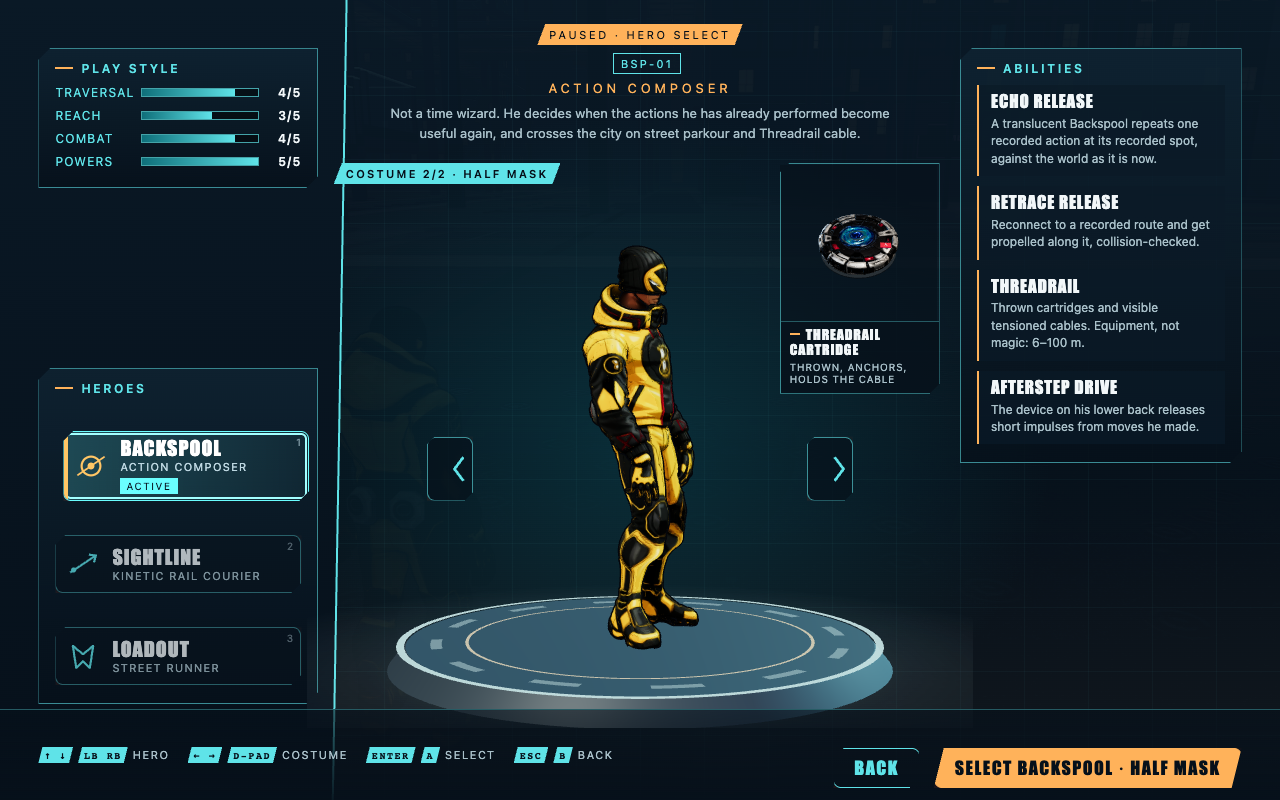 PAUSED · HERO SELECT
BSP-01
ACTION COMPOSER
Not a time wizard. He decides when the actions he has already performed become
useful again, and crosses the city on street parkour and Threadrail cable.
PLAY STYLE
TRAVERSAL 4/5
REACH 3/5
COMBAT 4/5
POWERS 5/5
COSTUME 2/2 · HALF MASK
HEROES
BACKSPOOL 1
ACTION COMPOSER
ACTIVE
SIGHTLINE 2
KINETIC RAIL COURIER
LOADOUT 3
STREET RUNNER
THREADRAIL
CARTRIDGE
THROWN, ANCHORS,
HOLDS THE CABLE
ABILITIES
ECHO RELEASE
A translucent Backspool repeats one
recorded action at its recorded spot,
against the world as it is now.
RETRACE RELEASE
Reconnect to a recorded route and get
propelled along it, collision-checked.
THREADRAIL
Thrown cartridges and visible
tensioned cables. Equipment, not
magic: 6–100 m.
AFTERSTEP DRIVE
The device on his lower back releases
short impulses from moves he made.
↑ ↓ LB RB HERO ← → D-PAD COSTUME ENTER A SELECT ESC B BACK
BACK
SELECT BACKSPOOL · HALF MASK